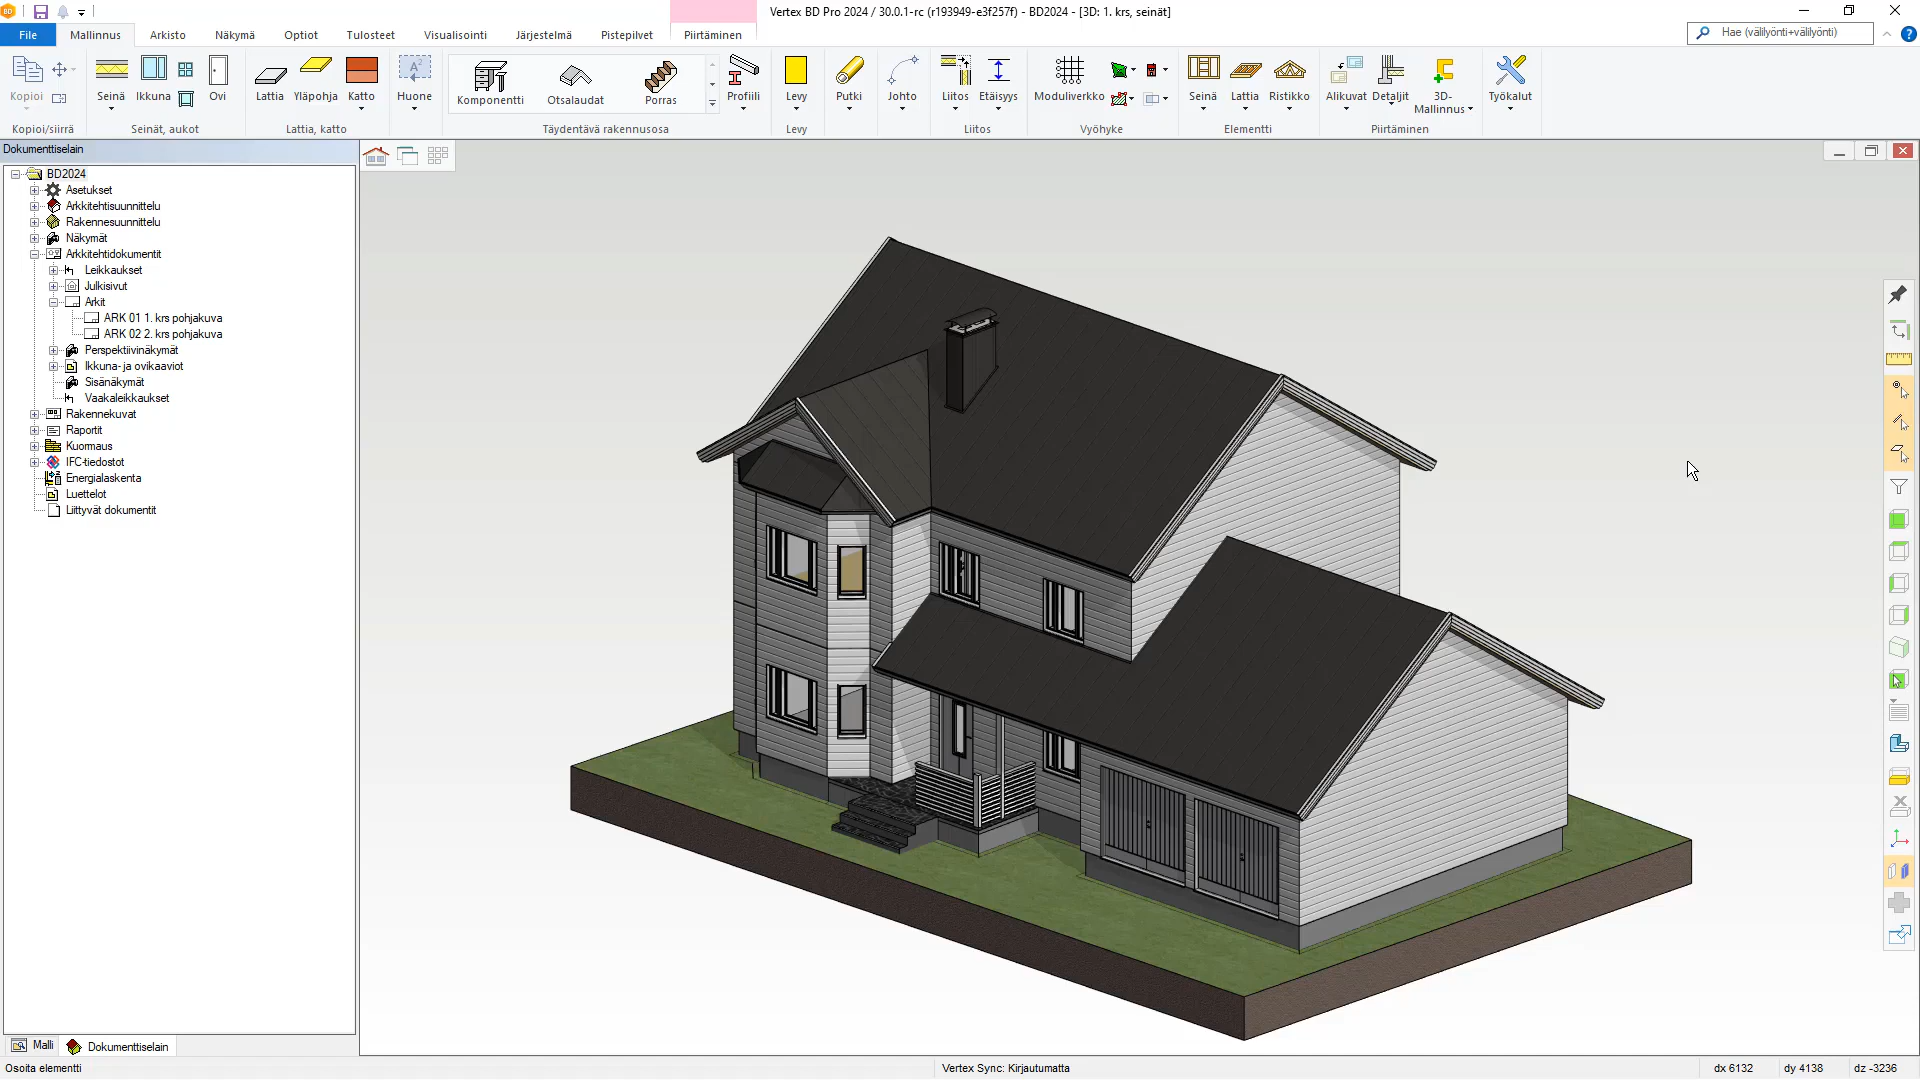 BD
Vertex BD Pro 2024 / 30.0.1-rc (r193949-e3f257f) - BD2024 - [3D: 1. krs, seinät]
File
Mallinnus
Arkisto
Näkymä
Optiot
Tulosteet
Visualisointi
Järjestelmä
Pistepilvet
Piirtäminen
Hae (välilyönti+välilyönti)
Kopioi
Seinä
Ikkuna
Ovi
Lattia
Yläpohja
Katto
Huone
Komponentti
Otsalaudat
Porras
Profiili
Levy
Putki
Johto
Liitos
Etäisyys
Moduliverkko
Seinä
Lattia
Ristikko
Alikuvat
Detaljit
3D-
Mallinnus
Työkalut
Kopioi/siirrä
Seinät, aukot
Lattia, katto
Täydentävä rakennusosa
Levy
Liitos
Vyöhyke
Elementti
Piirtäminen
Dokumenttiselain
BD2024
Asetukset
Arkkitehtisuunnittelu
Rakennesuunnittelu
Näkymät
Arkkitehtidokumentit
Leikkaukset
Julkisivut
Arkit
ARK 01 1. krs pohjakuva
ARK 02 2. krs pohjakuva
Perspektiivinäkymät
Ikkuna- ja ovikaaviot
Sisänäkymät
Vaakaleikkaukset
Rakennekuvat
Raportit
Kuormaus
IFC-tiedostot
Energialaskenta
Luettelot
Liittyvät dokumentit
Malli
Dokumenttiselain
Osoita elementti
Vertex Sync: Kirjautumatta
dx 6132
dy 4138
dz -3236